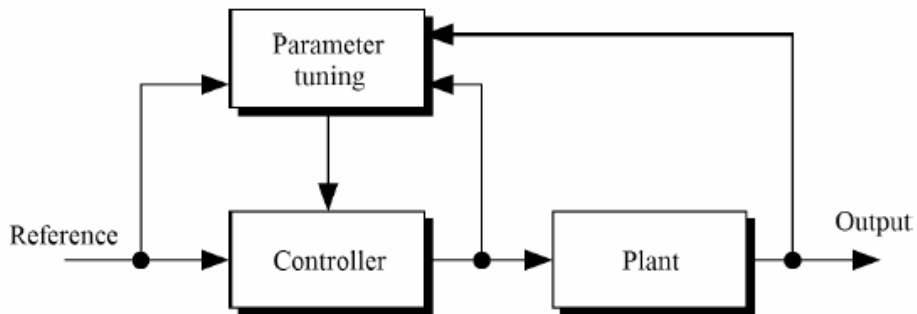 Parameter
tuning
Reference
Controller
Plant
Output